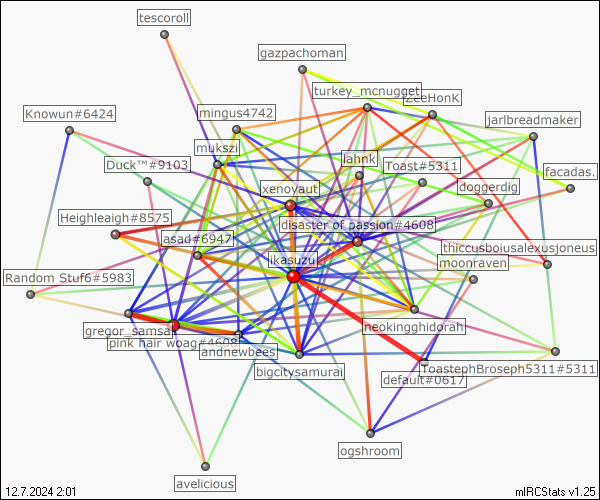 tescoroll
gazpachoman
turkey_mcnugget
ZeeHonK
Knowun#6424
mingus4742
jarlbreadmaker
mukszi
Duck™#9103
lahnk
Toast#5311
facadas.
xenoyaut
doggerdig
Heighleaigh#8575
disaster of passion#4608
asad#6947
thiccusboiusalexusjoneus
ikasuzu
moonraven
Random Stuff6#5983
neokingghidorah
gregor_samsa
pink hair woag#4608
andnewbees
bigcitysamurai
ToastephBroseph5311#5311
default#0617
ogshroom
avelicious
12.7.2024 2:01
mIRCStats v1.25